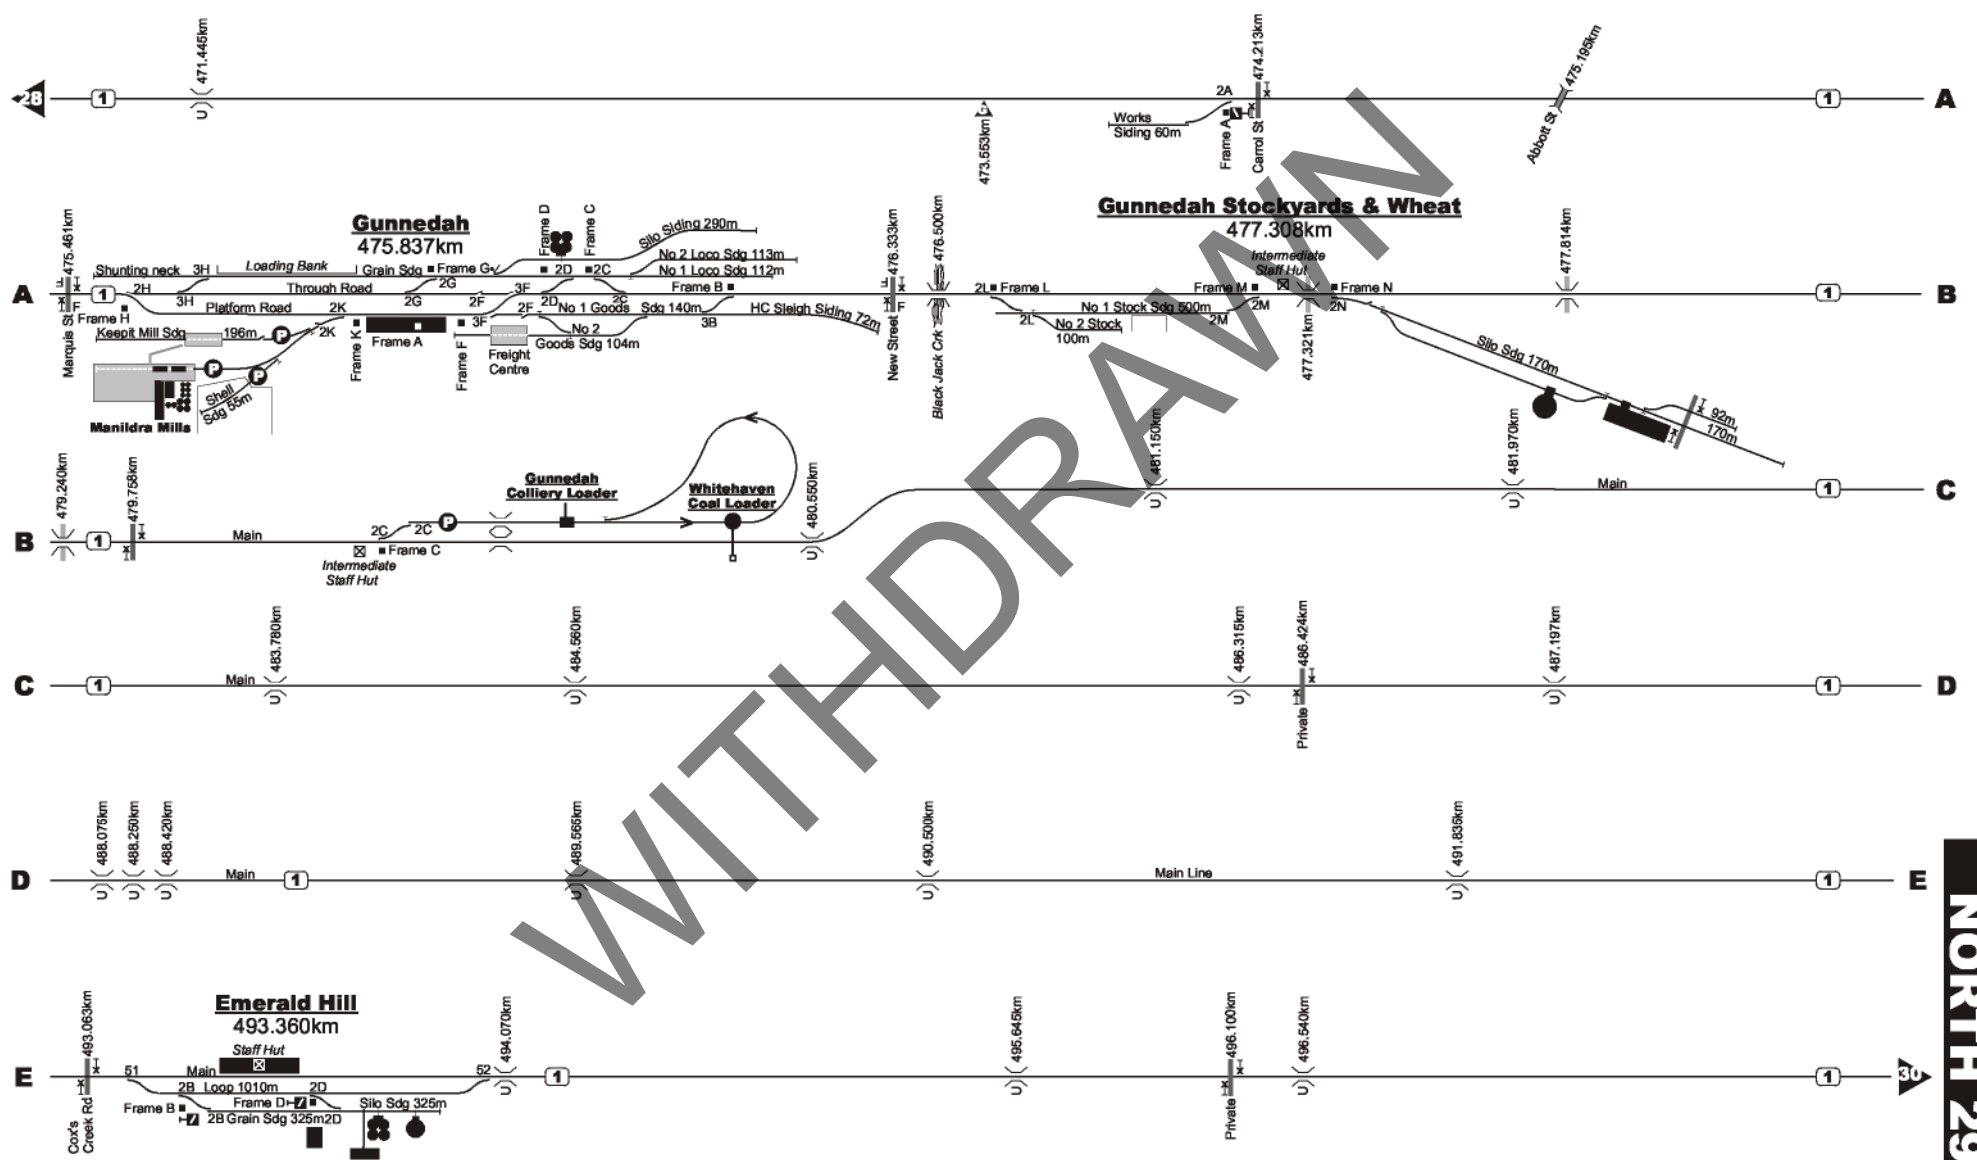 28
1
471.445km
473.553km
Works
Siding 60m
2A
Frame A
Carrol St
474.213km
Abbott St
475.195km
1
A
A
1
Marquis St
475.461km
F
F
Shunting neck
3H
Loading Bank
Gunnedah
475.837km
Grain Sdg
Frame G
Frame D
Frame C
Silo Siding 290m
No 2 Loco Sdg 113m
No 1 Loco Sdg 112m
2D
2C
2H
3H
Through Road
2G
2G
3F
2F
2D
2C
Frame B
Frame H
Platform Road
2K
3F
2F
No 1 Goods Sdg 140m
3B
HC Sleigh Siding 72m
Keepit Mill Sdg
196m
P
2K
Frame K
Frame A
Frame F
Freight
Centre
No 2
Goods Sdg 104m
P
P
Shell
Sdg 55m
Manildra Mills
New Street
476.333km
F
F
Black Jack Crk
476.500km
Gunnedah Stockyards & Wheat
477.308km
Intermediate
Staff Hut
2L
Frame L
Frame M
Frame N
2L
No 1 Stock Sdg 500m
2M
2M
2N
No 2 Stock
100m
477.321km
477.814km
Silo Sdg 170m
92m
170m
1
B
B
479.240km
1
479.758km
Main
2C
2C
P
Frame C
Intermediate
Staff Hut
Gunnedah
Colliery Loader
Whitehaven
Coal Loader
480.550km
481.150km
481.970km
Main
1
C
C
1
Main
483.780km
484.560km
486.315km
486.424km
Private
487.197km
1
D
D
488.075km
488.250km
488.420km
Main
1
489.565km
490.500km
Main Line
491.835km
1
E
E
Cox's
Creek Rd
493.063km
Emerald Hill
493.360km
Staff Hut
51
Main
52
2B
Loop 1010m
2D
Frame B
Frame D
Silo Sdg 325m
2B Grain Sdg 325m 2D
494.070km
1
495.645km
496.100km
Private
496.540km
1
30
NORTH 29
WITHDRAWN